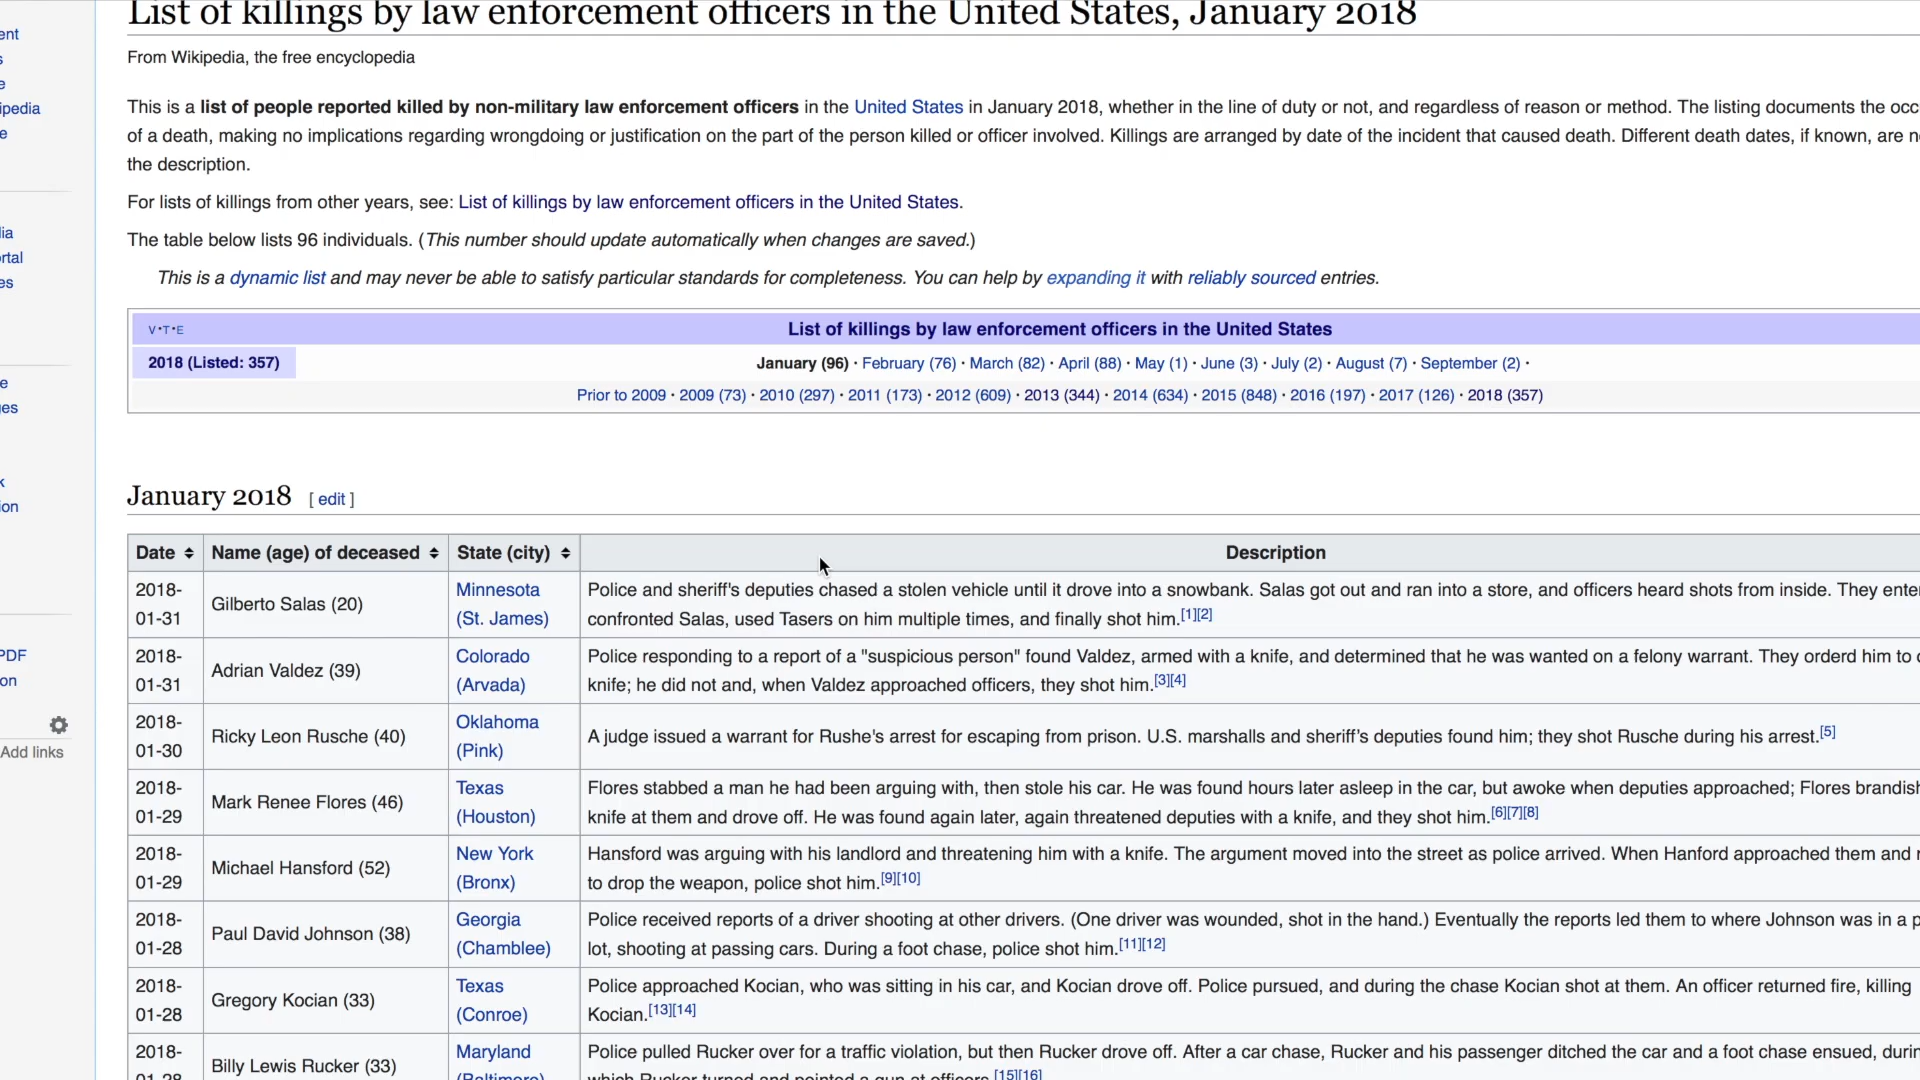 List of killings by law enforcement officers in the United States, January 2018
From Wikipedia, the free encyclopedia
This is a list of people reported killed by non-military law enforcement officers in the United States in January 2018, whether in the line of duty or not, and regardless of reason or method. The listing documents the occ
of a death, making no implications regarding wrongdoing or justification on the part of the person killed or officer involved. Killings are arranged by date of the incident that caused death. Different death dates, if known, are n
the description.
For lists of killings from other years, see: List of killings by law enforcement officers in the United States.
The table below lists 96 individuals. (This number should update automatically when changes are saved.)
This is a dynamic list and may never be able to satisfy particular standards for completeness. You can help by expanding it with reliably sourced entries.
V·T·E List of killings by law enforcement officers in the United States
2018 (Listed: 357) January (96) · February (76) · March (82) · April (88) · May (1) · June (3) · July (2) · August (7) · September (2) ·
Prior to 2009 · 2009 (73) · 2010 (297) · 2011 (173) · 2012 (609) · 2013 (344) · 2014 (634) · 2015 (848) · 2016 (197) · 2017 (126) · 2018 (357)
January 2018 [ edit ]
Date Name (age) of deceased State (city) Description
2018-
01-31
Gilberto Salas (20)
Minnesota
(St. James)
Police and sheriff's deputies chased a stolen vehicle until it drove into a snowbank. Salas got out and ran into a store, and officers heard shots from inside. They ente
confronted Salas, used Tasers on him multiple times, and finally shot him.[1][2]
2018-
01-31
Adrian Valdez (39)
Colorado
(Arvada)
Police responding to a report of a "suspicious person" found Valdez, armed with a knife, and determined that he was wanted on a felony warrant. They orderd him to
knife; he did not and, when Valdez approached officers, they shot him.[3][4]
2018-
01-30
Ricky Leon Rusche (40)
Oklahoma
(Pink)
A judge issued a warrant for Rushe's arrest for escaping from prison. U.S. marshalls and sheriff's deputies found him; they shot Rusche during his arrest.[5]
2018-
01-29
Mark Renee Flores (46)
Texas
(Houston)
Flores stabbed a man he had been arguing with, then stole his car. He was found hours later asleep in the car, but awoke when deputies approached; Flores brandish
knife at them and drove off. He was found again later, again threatened deputies with a knife, and they shot him.[6][7][8]
2018-
01-29
Michael Hansford (52)
New York
(Bronx)
Hansford was arguing with his landlord and threatening him with a knife. The argument moved into the street as police arrived. When Hanford approached them and
to drop the weapon, police shot him.[9][10]
2018-
01-28
Paul David Johnson (38)
Georgia
(Chamblee)
Police received reports of a driver shooting at other drivers. (One driver was wounded, shot in the hand.) Eventually the reports led them to where Johnson was in a p
lot, shooting at passing cars. During a foot chase, police shot him.[11][12]
2018-
01-28
Gregory Kocian (33)
Texas
(Conroe)
Police approached Kocian, who was sitting in his car, and Kocian drove off. Police pursued, and during the chase Kocian shot at them. An officer returned fire, killing
Kocian.[13][14]
2018-
01-28
Billy Lewis Rucker (33)
Maryland
(Baltimore)
Police pulled Rucker over for a traffic violation, but then Rucker drove off. After a car chase, Rucker and his passenger ditched the car and a foot chase ensued, durin
which Rucker turned and pointed a gun at officers.[15][16]
ent
s
e
ipedia
e
dia
ortal
es
e
ges
k
ion
PDF
on
Add links